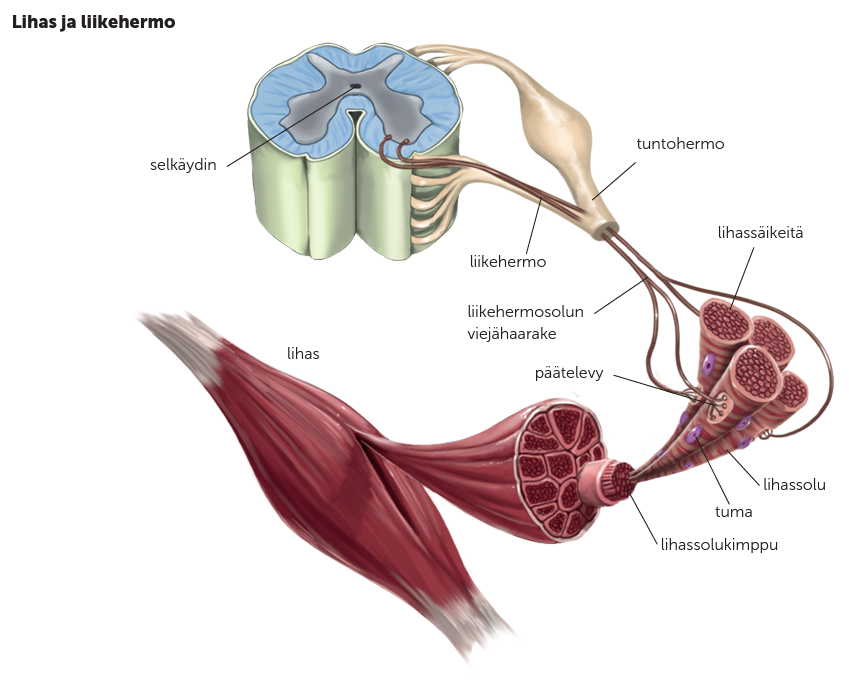 Lihas ja liikehermo
tuntohermo
selkäydin
lihassäikeitä
liikehermo
liikehermosolun
viejähaarake
lihas
päätelevy
lihassolu
tuma
lihassolukimppu